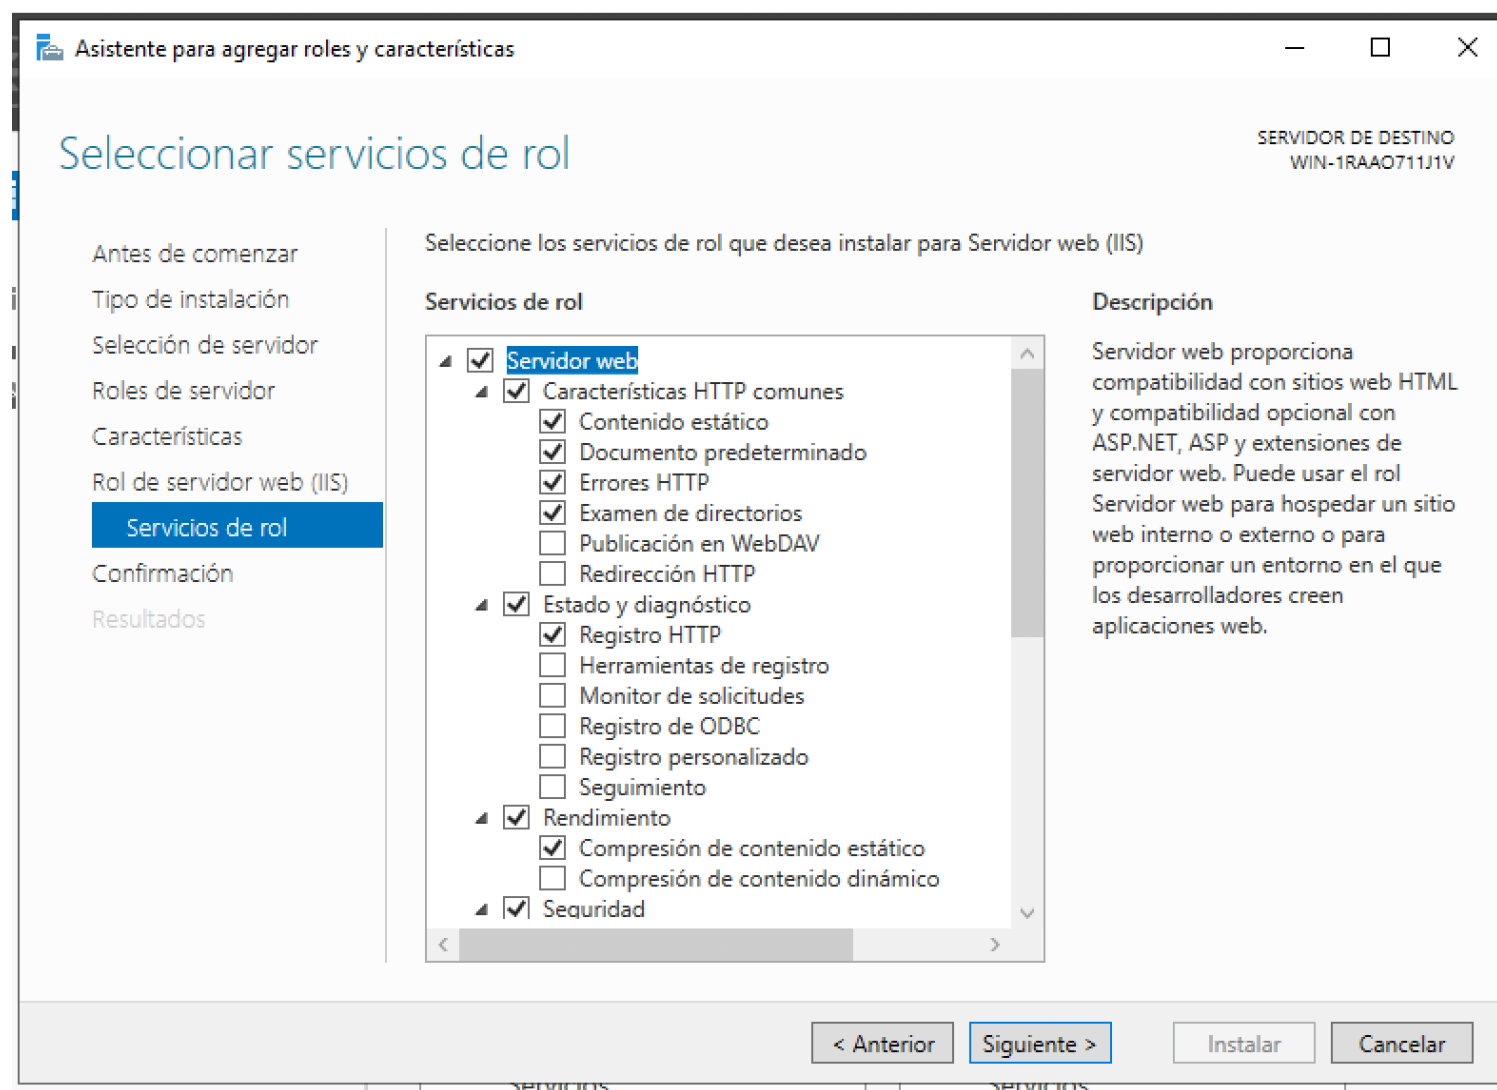 Asistente para agregar roles y características
Seleccionar servicios de rol
SERVIDOR DE DESTINO
WIN-1RAAO711J1V
Antes de comenzar
Tipo de instalación
Selección de servidor
Roles de servidor
Características
Rol de servidor web (IIS)
Servicios de rol
Confirmación
Resultados
Seleccione los servicios de rol que desea instalar para Servidor web (IIS)
Servicios de rol
Servidor web
Características HTTP comunes
Contenido estático
Documento predeterminado
Errores HTTP
Examen de directorios
Publicación en WebDAV
Redirección HTTP
Estado y diagnóstico
Registro HTTP
Herramientas de registro
Monitor de solicitudes
Registro de ODBC
Registro personalizado
Seguimiento
Rendimiento
Compresión de contenido estático
Compresión de contenido dinámico
Seguridad
Descripción
Servidor web proporciona
compatibilidad con sitios web HTML
y compatibilidad opcional con
ASP.NET, ASP y extensiones de
servidor web. Puede usar el rol
Servidor web para hospedar un sitio
web interno o externo o para
proporcionar un entorno en el que
los desarrolladores creen
aplicaciones web.
< Anterior
Siguiente >
Instalar
Cancelar
Servicios
Servicios